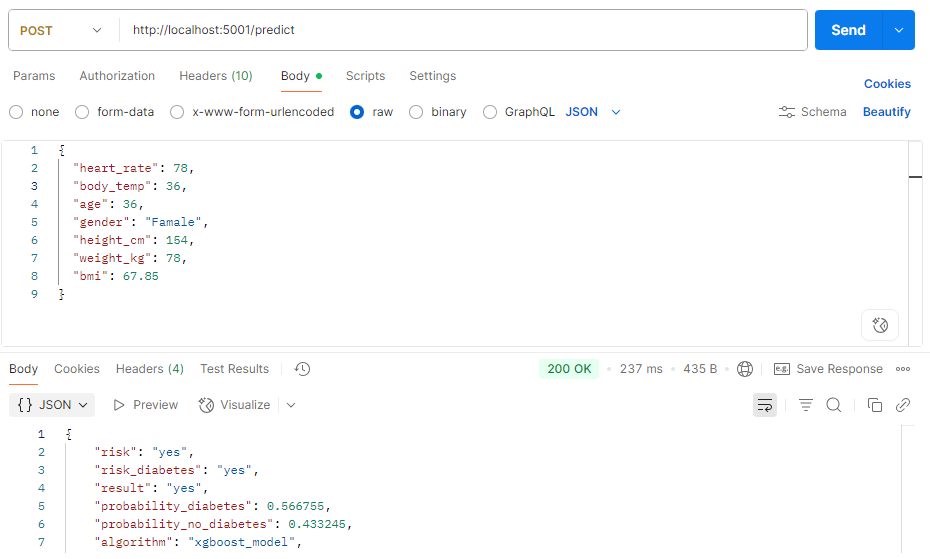 POST http://localhost:5001/predict Send
Params Authorization Headers (10) Body Scripts Settings Cookies
none form-data x-www-form-urlencoded raw binary GraphQL JSON Schema Beautify
1 {
2 "heart_rate": 78,
3 "body_temp": 36,
4 "age": 36,
5 "gender": "Famale",
6 "height_cm": 154,
7 "weight_kg": 78,
8 "bmi": 67.85
9 }
Body Cookies Headers (4) Test Results 200 OK 237 ms 435 B e.g. Save Response
{} JSON Preview Visualize
1 {
2 "risk": "yes",
3 "risk_diabetes": "yes",
4 "result": "yes",
5 "probability_diabetes": 0.566755,
6 "probability_no_diabetes": 0.433245,
7 "algorithm": "xgboost_model",